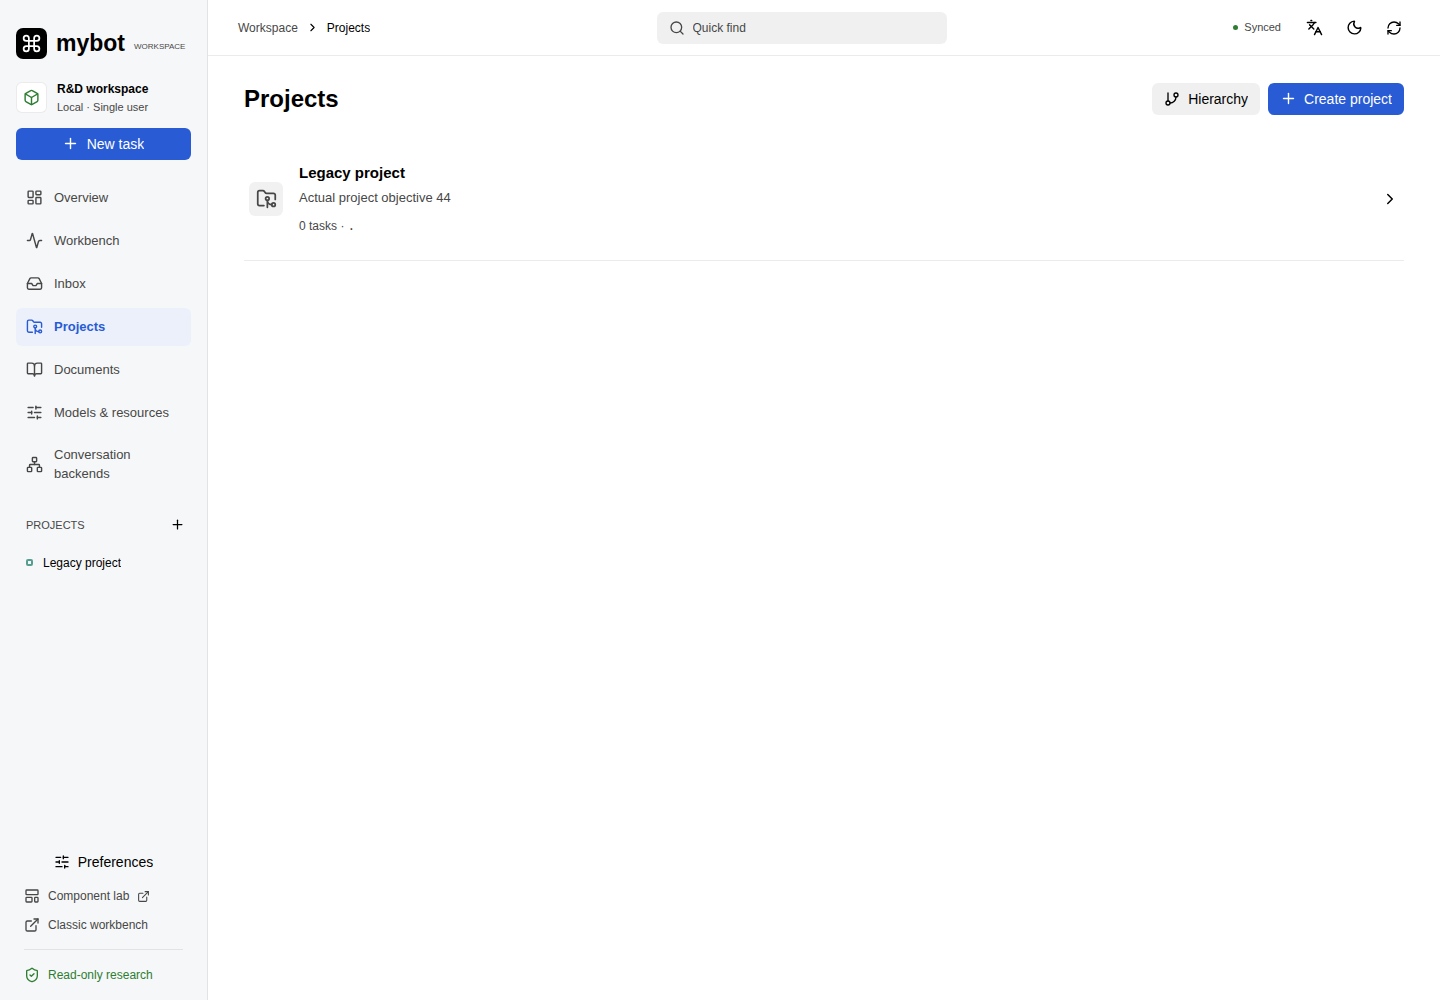 mybot WORKSPACE
R&D workspace
Local · Single user
New task
Overview
Workbench
Inbox
Projects
Documents
Models & resources
Conversation
backends
PROJECTS
Legacy project
Preferences
Component lab
Classic workbench
Read-only research
Workspace Projects
Quick find
Synced
Projects
Hierarchy
Create project
Legacy project
Actual project objective 44
0 tasks · .